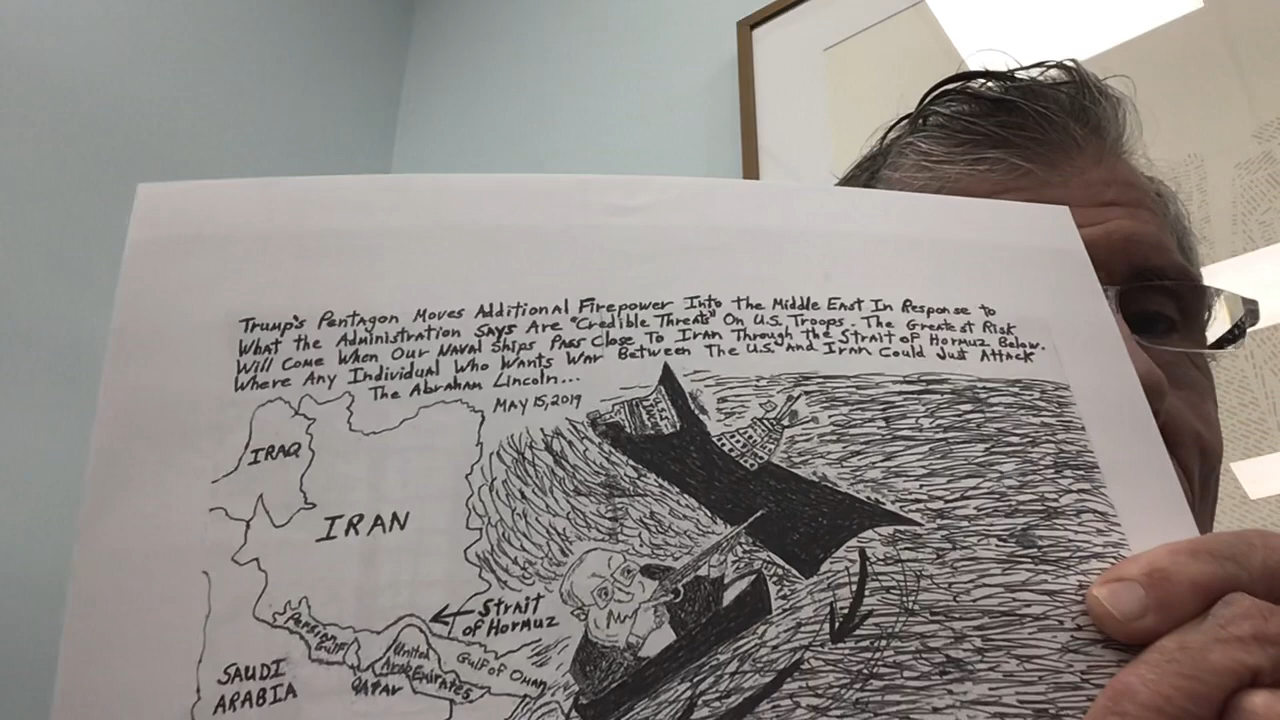 Trump's Pentagon Moves Additional Firepower Into the Middle East In Response to
What the Administration Says Are "Credible Threats" On U.S. Troops. The Greatest Risk
Will Come When Our Naval Ships Pass Close To Iran Through the Strait of Hormuz Below.
Where Any Individual Who Wants War Between The U.S. And Iran Could Just Attack
The Abraham Lincoln...
MAY 15, 2019
IRAQ
IRAN
Strait
of Hormuz
Persian
Gulf
United
Arab Emirates
Gulf of Oman
QATAR
SAUDI
ARABIA